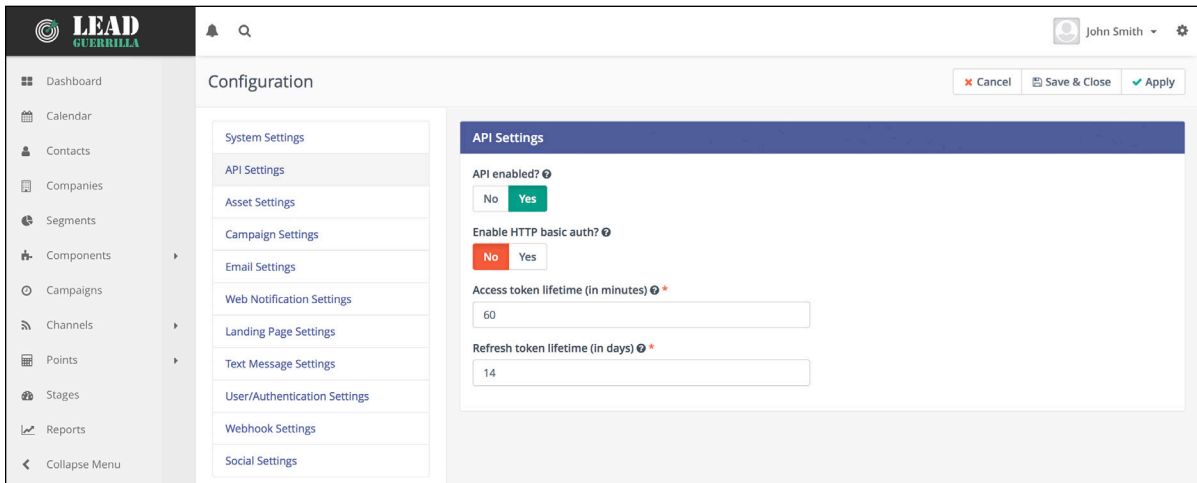 LEAD
GUERRILLA
John Smith
Dashboard
Calendar
Contacts
Companies
Segments
Components
Campaigns
Channels
Points
Stages
Reports
Collapse Menu
Configuration
Cancel
Save & Close
Apply
System Settings
API Settings
Asset Settings
Campaign Settings
Email Settings
Web Notification Settings
Landing Page Settings
Text Message Settings
User/Authentication Settings
Webhook Settings
Social Settings
API Settings
API enabled?
No Yes
Enable HTTP basic auth?
No Yes
Access token lifetime (in minutes) *
60
Refresh token lifetime (in days) *
14